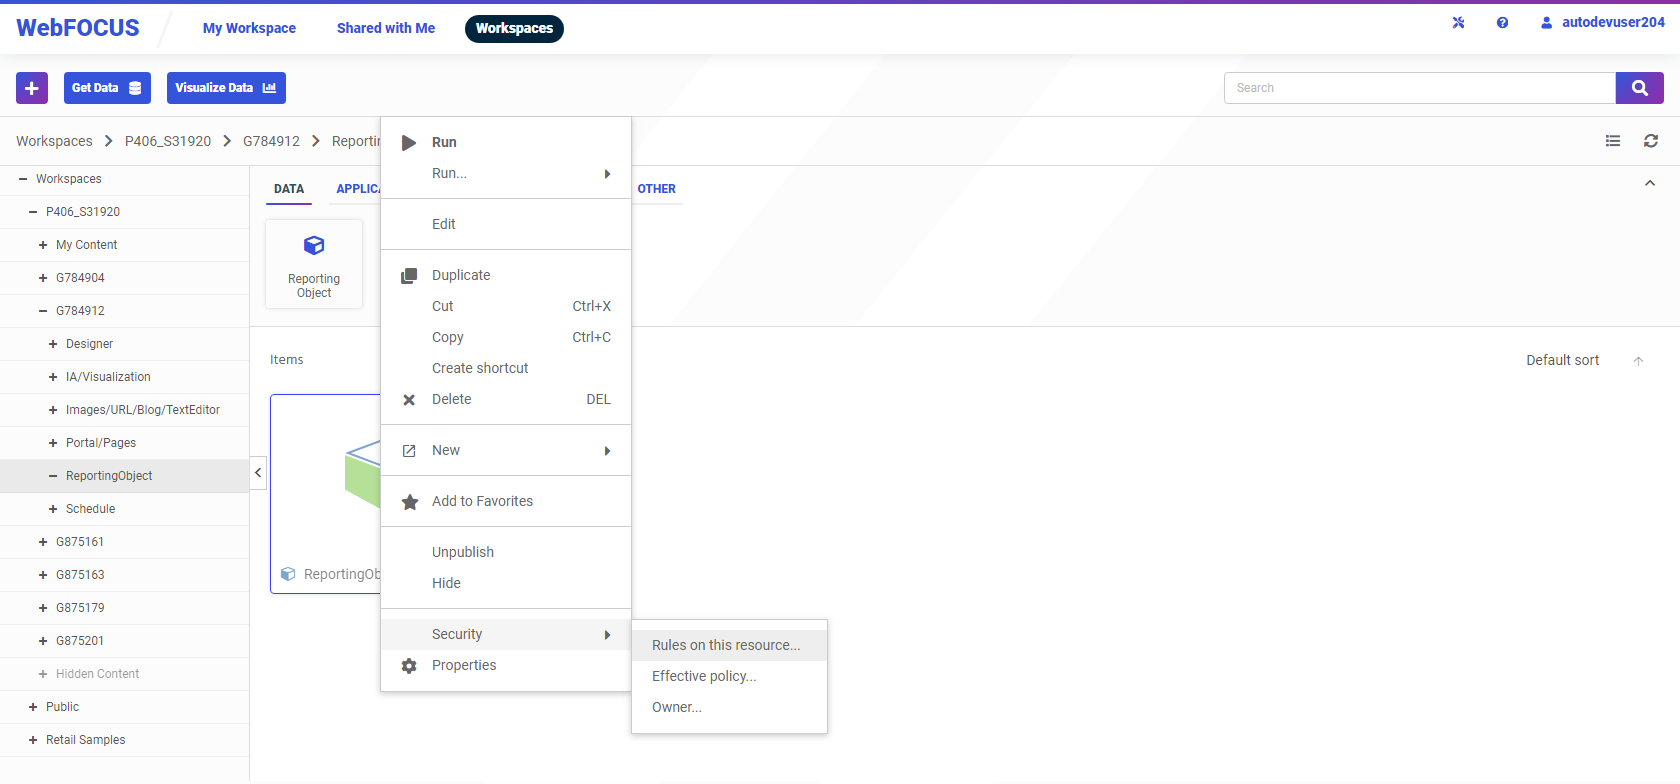 WebFOCUS
My Workspace
Shared with Me
Workspaces
autodevuser204
Get Data
Visualize Data
Search
Workspaces
P406_S31920
G784912
Workspaces
P406_S31920
My Content
G784904
G784912
Designer
IA/Visualization
Images/URL/Blog/TextEditor
Portal/Pages
ReportingObject
Schedule
G875161
G875163
G875179
G875201
Hidden Content
Public
Retail Samples
DATA
OTHER
Reporting
Object
Items
Default sort
Run
Run...
Edit
Duplicate
Cut Ctrl+X
Copy Ctrl+C
Create shortcut
Delete DEL
New
Add to Favorites
Unpublish
Hide
Security
Properties
Rules on this resource...
Effective policy...
Owner...